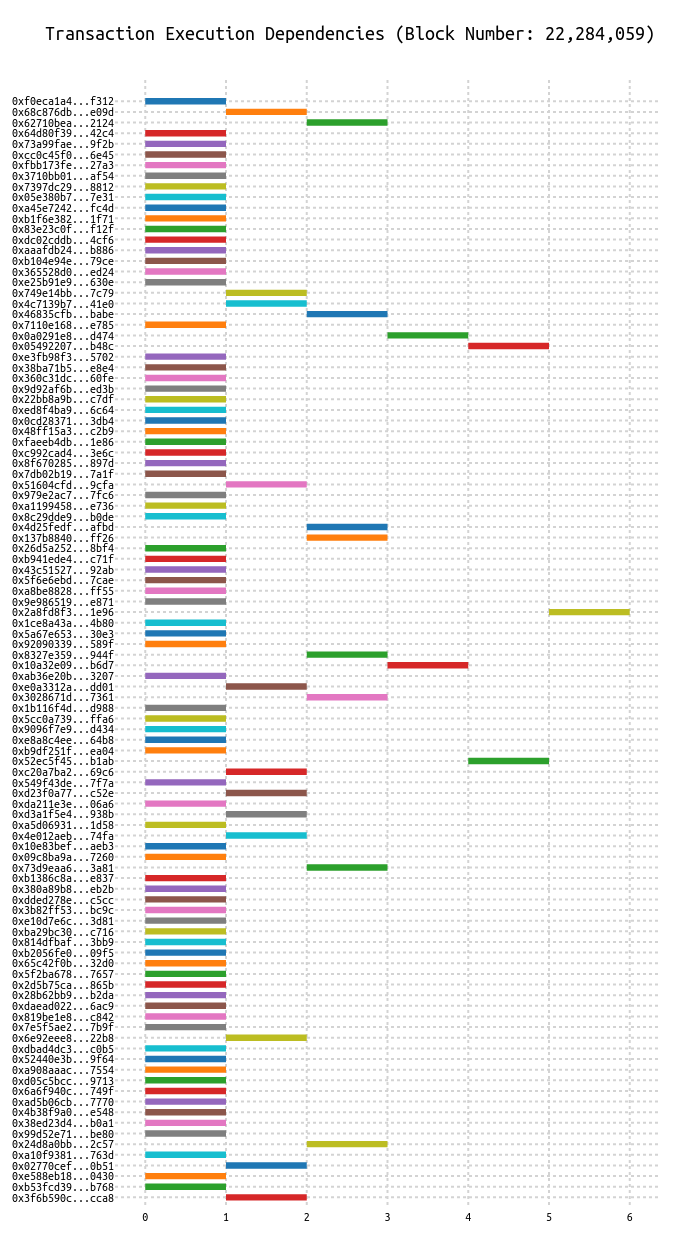 Transaction Execution Dependencies (Block Number: 22,284,059)
0xf0eca1a4...f312
0x68c876db...e09d
0x62710bea...2124
0x64d80f39...42c4
0x73a99fae...9f2b
0xcc0c45f0...6e45
0xfbb173fe...27a3
0x3710bb01...af54
0x7397dc29...8812
0x05e380b7...7e31
0xa45e7242...fc4d
0xb1f6e382...1f71
0x83e23c0f...f12f
0xdc02cddb...4cf6
0xaaafdb24...b886
0xb104e94e...79ce
0x365528d0...ed24
0xe25b91e9...630e
0x749e14bb...7c79
0x4c7139b7...41e0
0x46835cfb...babe
0x7110e168...e785
0x0a0291e8...d474
0x05492207...b48c
0xe3fb98f3...5702
0x38ba71b5...e8e4
0x360c31dc...60fe
0x9d92af6b...ed3b
0x22bb8a9b...c7df
0xed8f4ba9...6c64
0x0cd28371...3db4
0x48ff15a3...c2b9
0xfaeeb4db...1e86
0xc992cad4...3e6c
0x8f670285...897d
0x7db02b19...7a1f
0x51604cfd...9cfa
0x979e2ac7...7fc6
0xa1199458...e736
0x8c29dde9...b0de
0x4d25fedf...afbd
0x137b8840...ff26
0x26d5a252...8bf4
0xb941ede4...c71f
0x43c51527...92ab
0x5f6e6ebd...7cae
0xa8be8828...ff55
0x9e986519...e871
0x2a8fd8f3...1e96
0x1ce8a43a...4b80
0x5a67e653...30e3
0x92090339...589f
0x8327e359...944f
0x10a32e09...b6d7
0xab36e20b...3207
0xe0a3312a...dd01
0x3028671d...7361
0x1b116f4d...d988
0x5cc0a739...ffa6
0x9096f7e9...d434
0xe8a8c4ee...64b8
0xb9df251f...ea04
0x52ec5f45...b1ab
0xc20a7ba2...69c6
0x549f43de...7f7a
0xd23f0a77...c52e
0xda211e3e...06a6
0xd3a1f5e4...938b
0xa5d06931...1d58
0x4e012aeb...74fa
0x10e83bef...aeb3
0x09c8ba9a...7260
0x73d9eaa6...3a81
0xb1386c8a...e837
0x380a89b8...eb2b
0xdded278e...c5cc
0x3b82ff53...bc9c
0xe10d7e6c...3d81
0xba29bc30...c716
0x814dfbaf...3bb9
0xb2056fe0...09f5
0x65c42f0b...32d0
0x5f2ba678...7657
0x2d5b75ca...865b
0x28b62bb9...b2da
0xdaead022...6ac9
0x819be1e8...c842
0x7e5f5ae2...7b9f
0x6e92eee8...22b8
0xdbad4dc3...c0b5
0x52440e3b...9f64
0xa908aaac...7554
0xd05c5bcc...9713
0x6a6f940c...749f
0xad5b06cb...7770
0x4b38f9a0...e548
0x38ed23d4...b0a1
0x99d52e71...be80
0x24d8a0bb...2c57
0xa10f9381...763d
0x02770cef...0b51
0xe588eb18...0430
0xb53fcd39...b768
0x3f6b590c...cca8
0 1 2 3 4 5 6